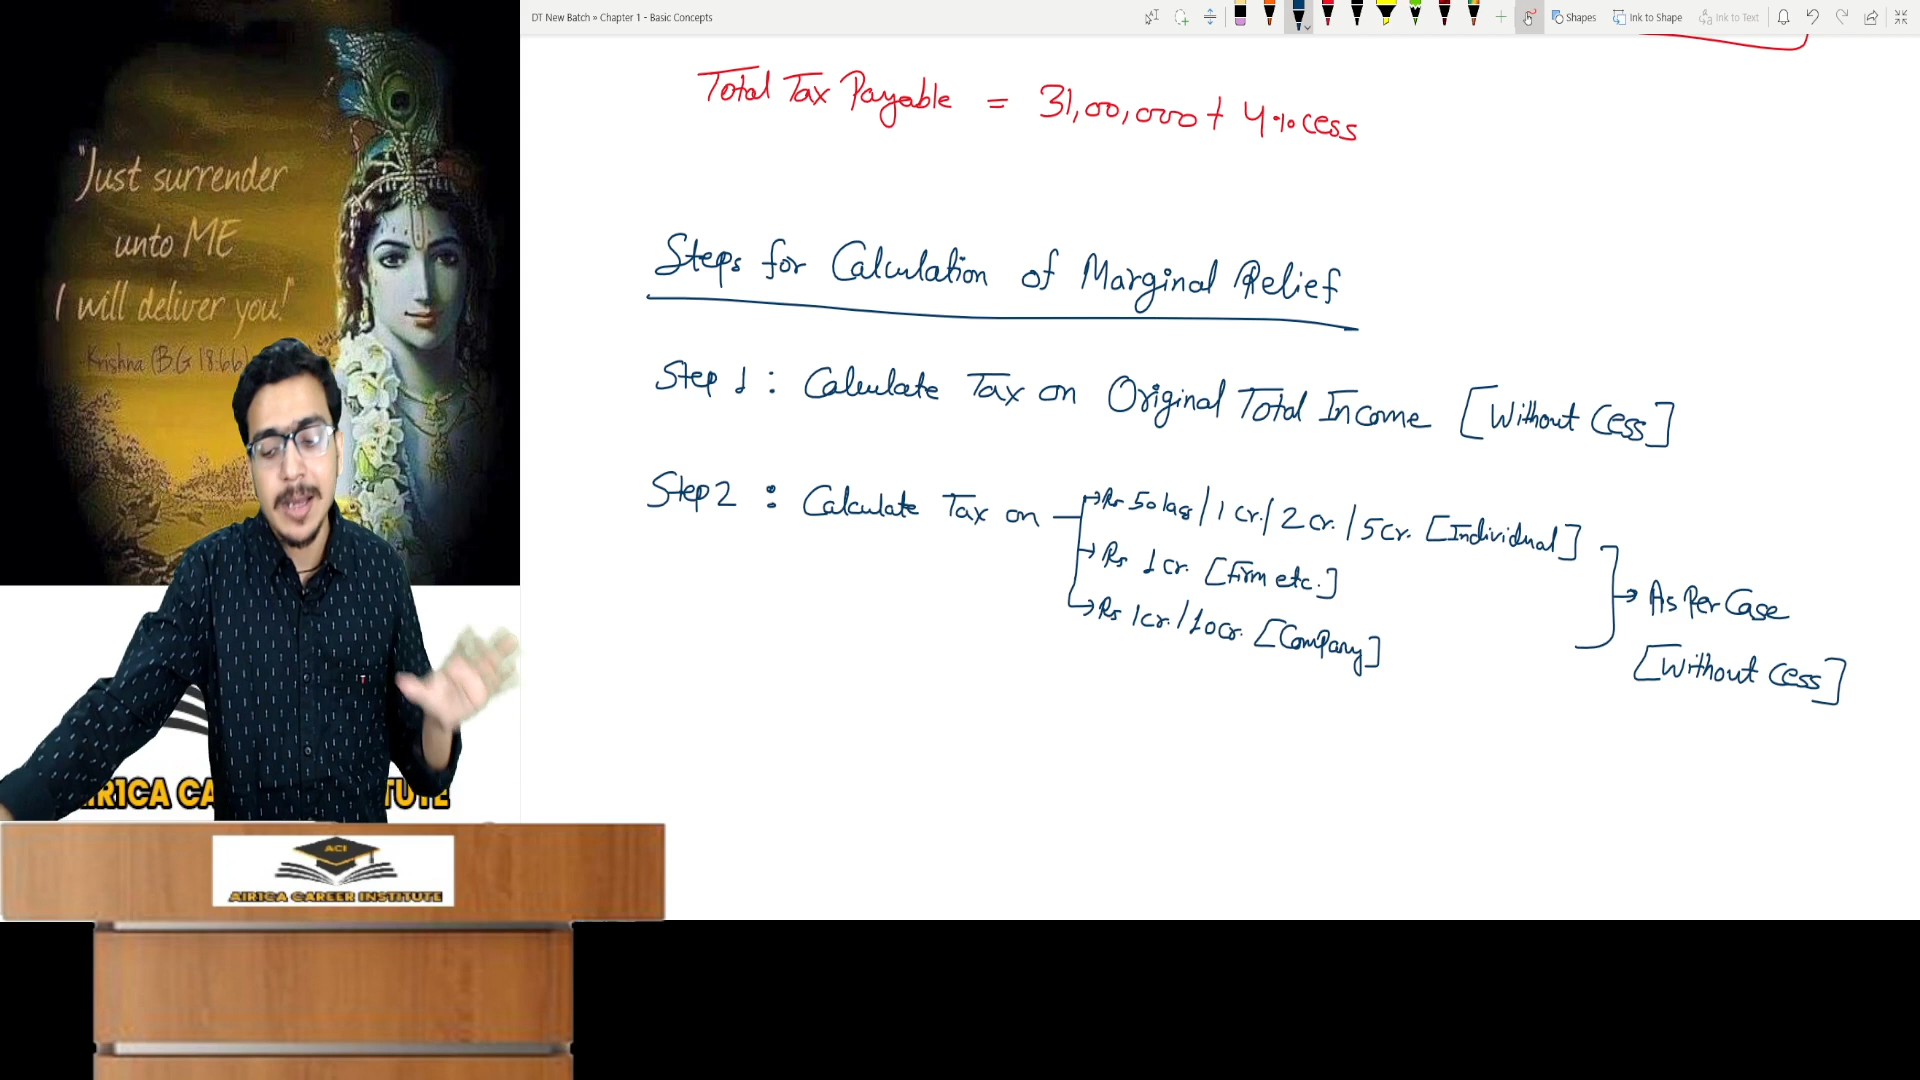 DT New Batch » Chapter 1 - Basic Concepts
Shapes
Ink to Shape
Ink to Text
Total Tax Payable = 31,00,000 + 4% cess
"Just surrender
unto ME
I will deliver you!"
- Krishna (B.G 18:66)
Steps for Calculation of Marginal Relief
Step 1 : Calculate Tax on Original Total Income [Without Cess]
Step 2 : Calculate Tax on → Rs 50 lacs / 1 cr. / 2 cr. / 5 cr. [Individual]
→ Rs 1 cr. [Firm etc.]
→ Rs 1 cr. / 10 cr. [Company]
→ As Per Case
[Without Cess]
ACI
AIR1CA CAREER INSTITUTE